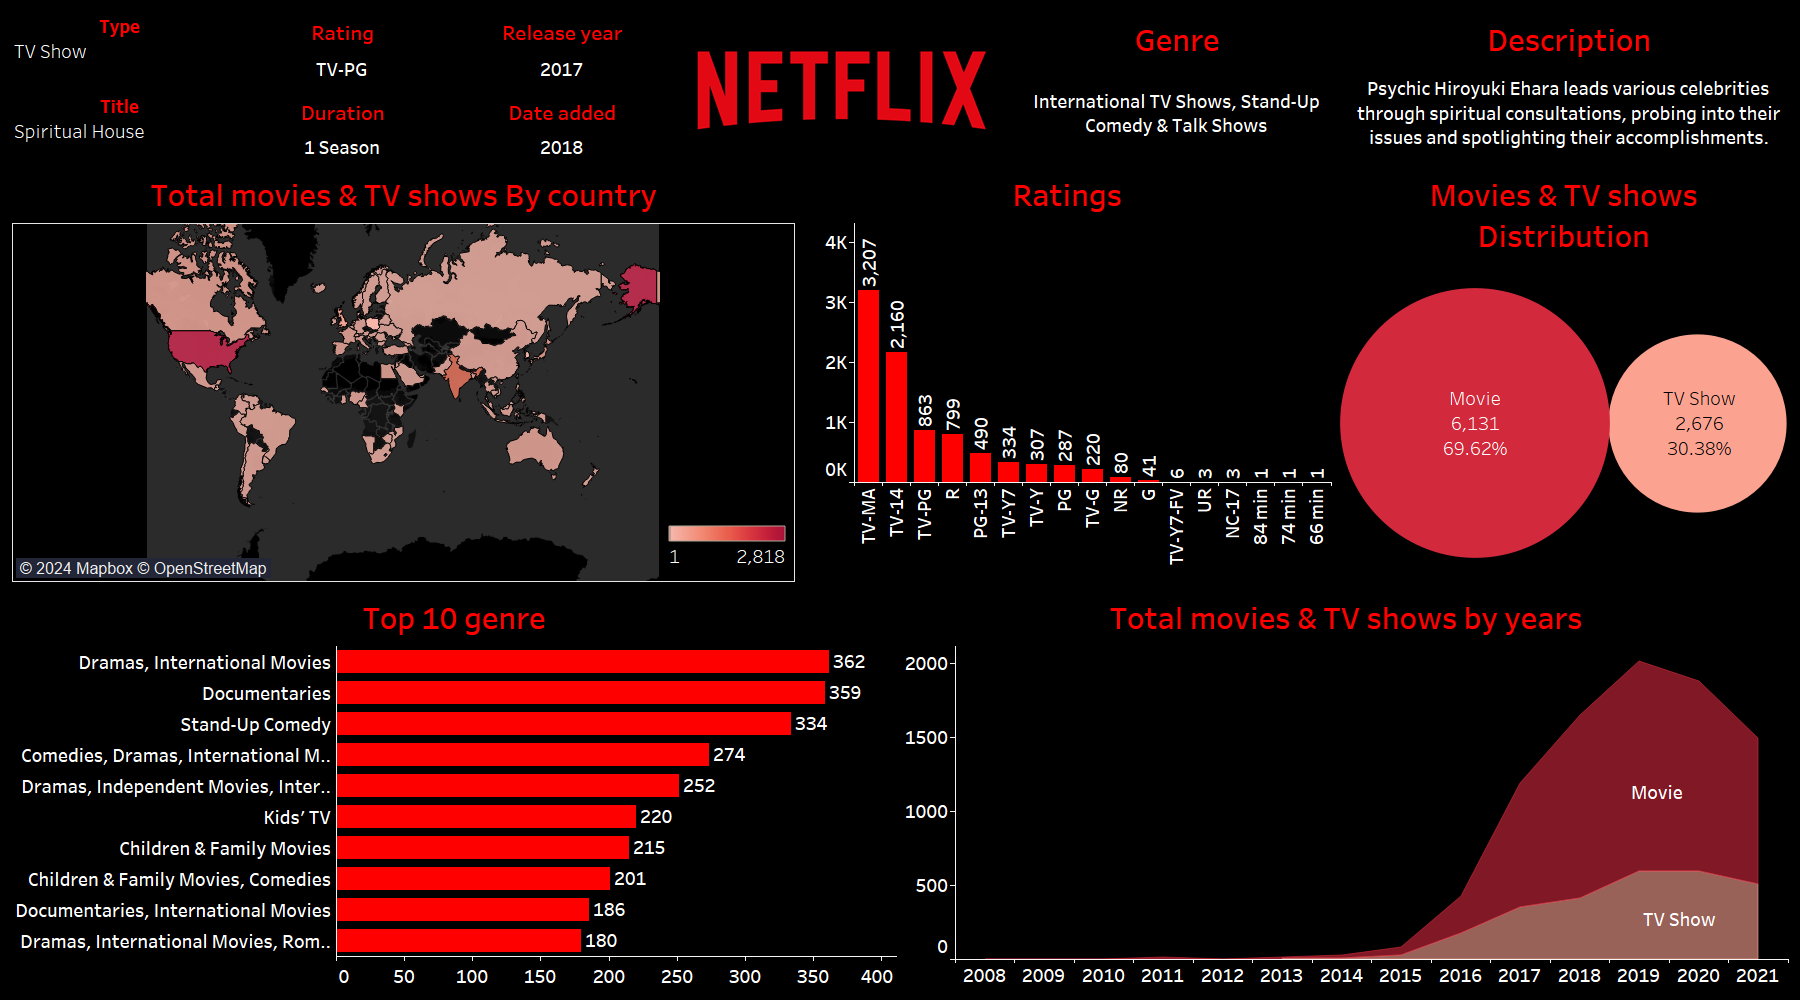 Type
TV Show
Title
Spiritual House
Rating
TV-PG
Duration
1 Season
Release year
2017
Date added
2018
NETFLIX
Genre
International TV Shows, Stand-Up
Comedy & Talk Shows
Description
Psychic Hiroyuki Ehara leads various celebrities
through spiritual consultations, probing into their
issues and spotlighting their accomplishments.
Total movies & TV shows By country
1
2,818
© 2024 Mapbox © OpenStreetMap
Ratings
4K
3K
2K
1K
0K
3,207
2,160
863
799
490
334
307
287
220
80
41
6
3
3
1
1
1
TV-MA
TV-14
TV-PG
R
PG-13
TV-Y7
TV-Y
PG
TV-G
NR
G
TV-Y7-FV
UR
NC-17
84 min
74 min
66 min
Movies & TV shows
Distribution
Movie
6,131
69.62%
TV Show
2,676
30.38%
Top 10 genre
Dramas, International Movies 362
Documentaries 359
Stand-Up Comedy 334
Comedies, Dramas, International M.. 274
Dramas, Independent Movies, Inter.. 252
Kids’ TV 220
Children & Family Movies 215
Children & Family Movies, Comedies 201
Documentaries, International Movies 186
Dramas, International Movies, Rom.. 180
0 50 100 150 200 250 300 350 400
Total movies & TV shows by years
2000
1500
1000
500
0
Movie
TV Show
2008 2009 2010 2011 2012 2013 2014 2015 2016 2017 2018 2019 2020 2021